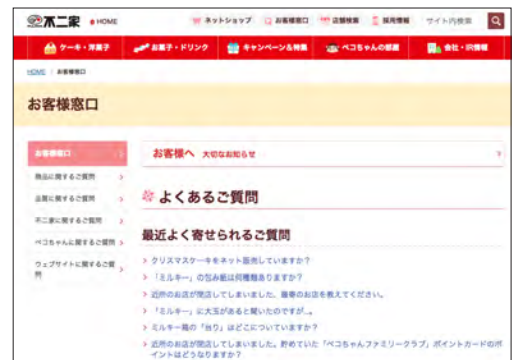 不二家 HOME ネットショップ お客様窓口 店舗検索 採用情報 サイト内検索
ケーキ・洋菓子 お菓子・ドリンク キャンペーン&特集 ペコちゃんの部屋 会社・IR情報
HOME / お客様窓口
お客様窓口
お客様窓口
商品に関するご質問
品質に関するご質問
不二家に関するご質問
ペコちゃんに関するご質問
ウェブサイトに関するご質
問
お客様へ 大切なお知らせ
よくあるご質問
最近よく寄せられるご質問
クリスマスケーキをネット販売していますか?
「ミルキー」の包み紙は何種類ありますか?
近所のお店が閉店してしまいました。最寄のお店を教えてください。
「ミルキー」に大玉があると聞いたのですが…。
ミルキー箱の「当り」はどこについていますか?
近所のお店が閉店してしまいました。貯めていた「ペコちゃんファミリークラブ」ポイントカードのポ
イントはどうなりますか?